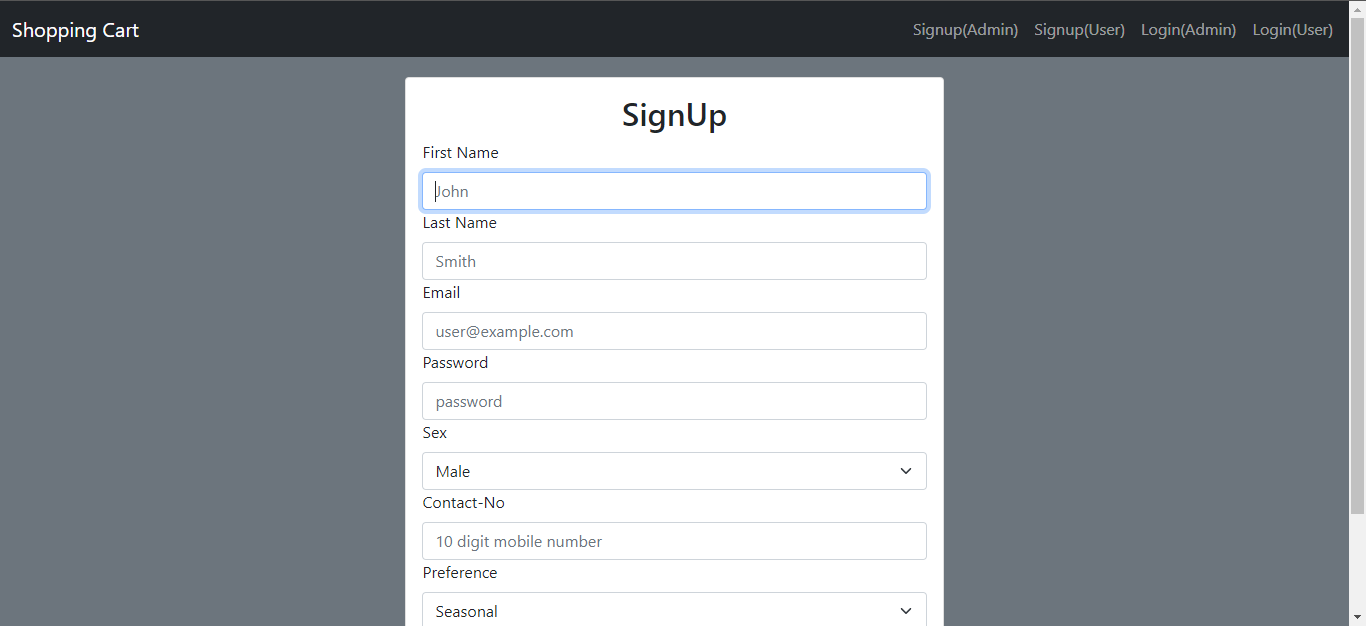 Shopping Cart Signup(Admin) Signup(User) Login(Admin) Login(User)
SignUp
First Name
John
Last Name
Smith
Email
user@example.com
Password
password
Sex
Male
Contact-No
10 digit mobile number
Preference
Seasonal